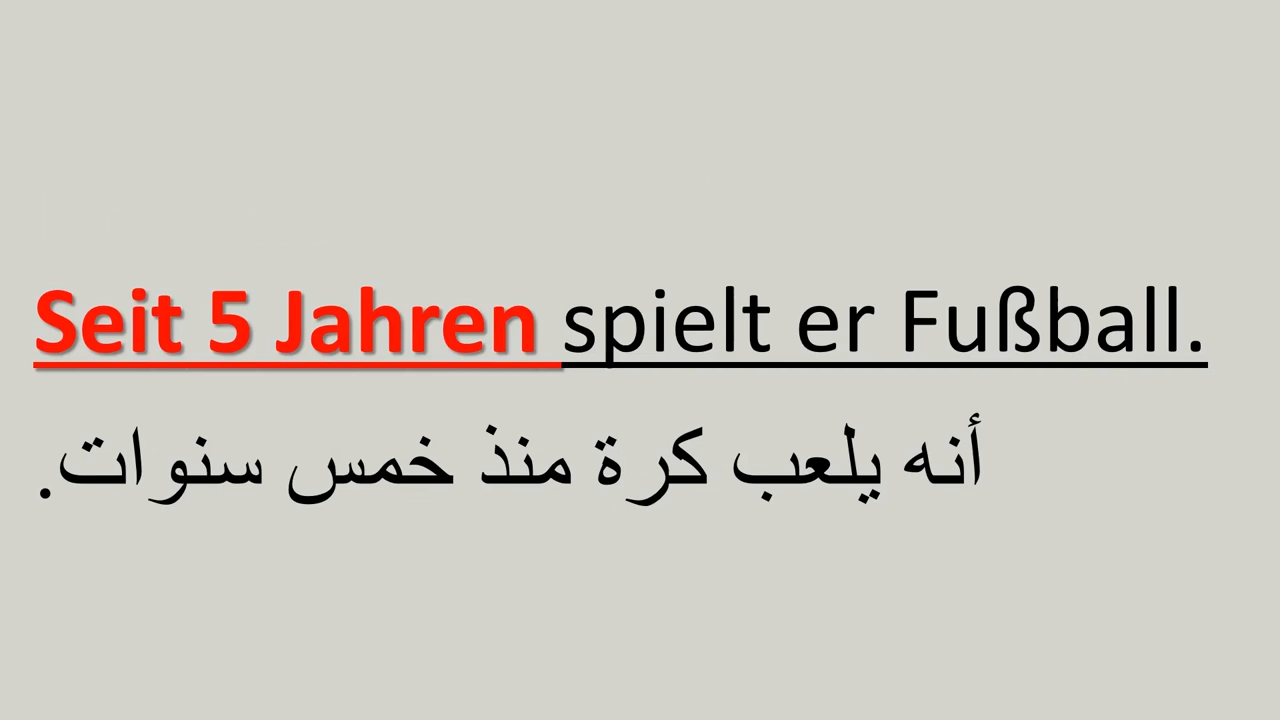 Seit 5 Jahren spielt er Fußball.
أنه يلعب كرة منذ خمس سنوات.